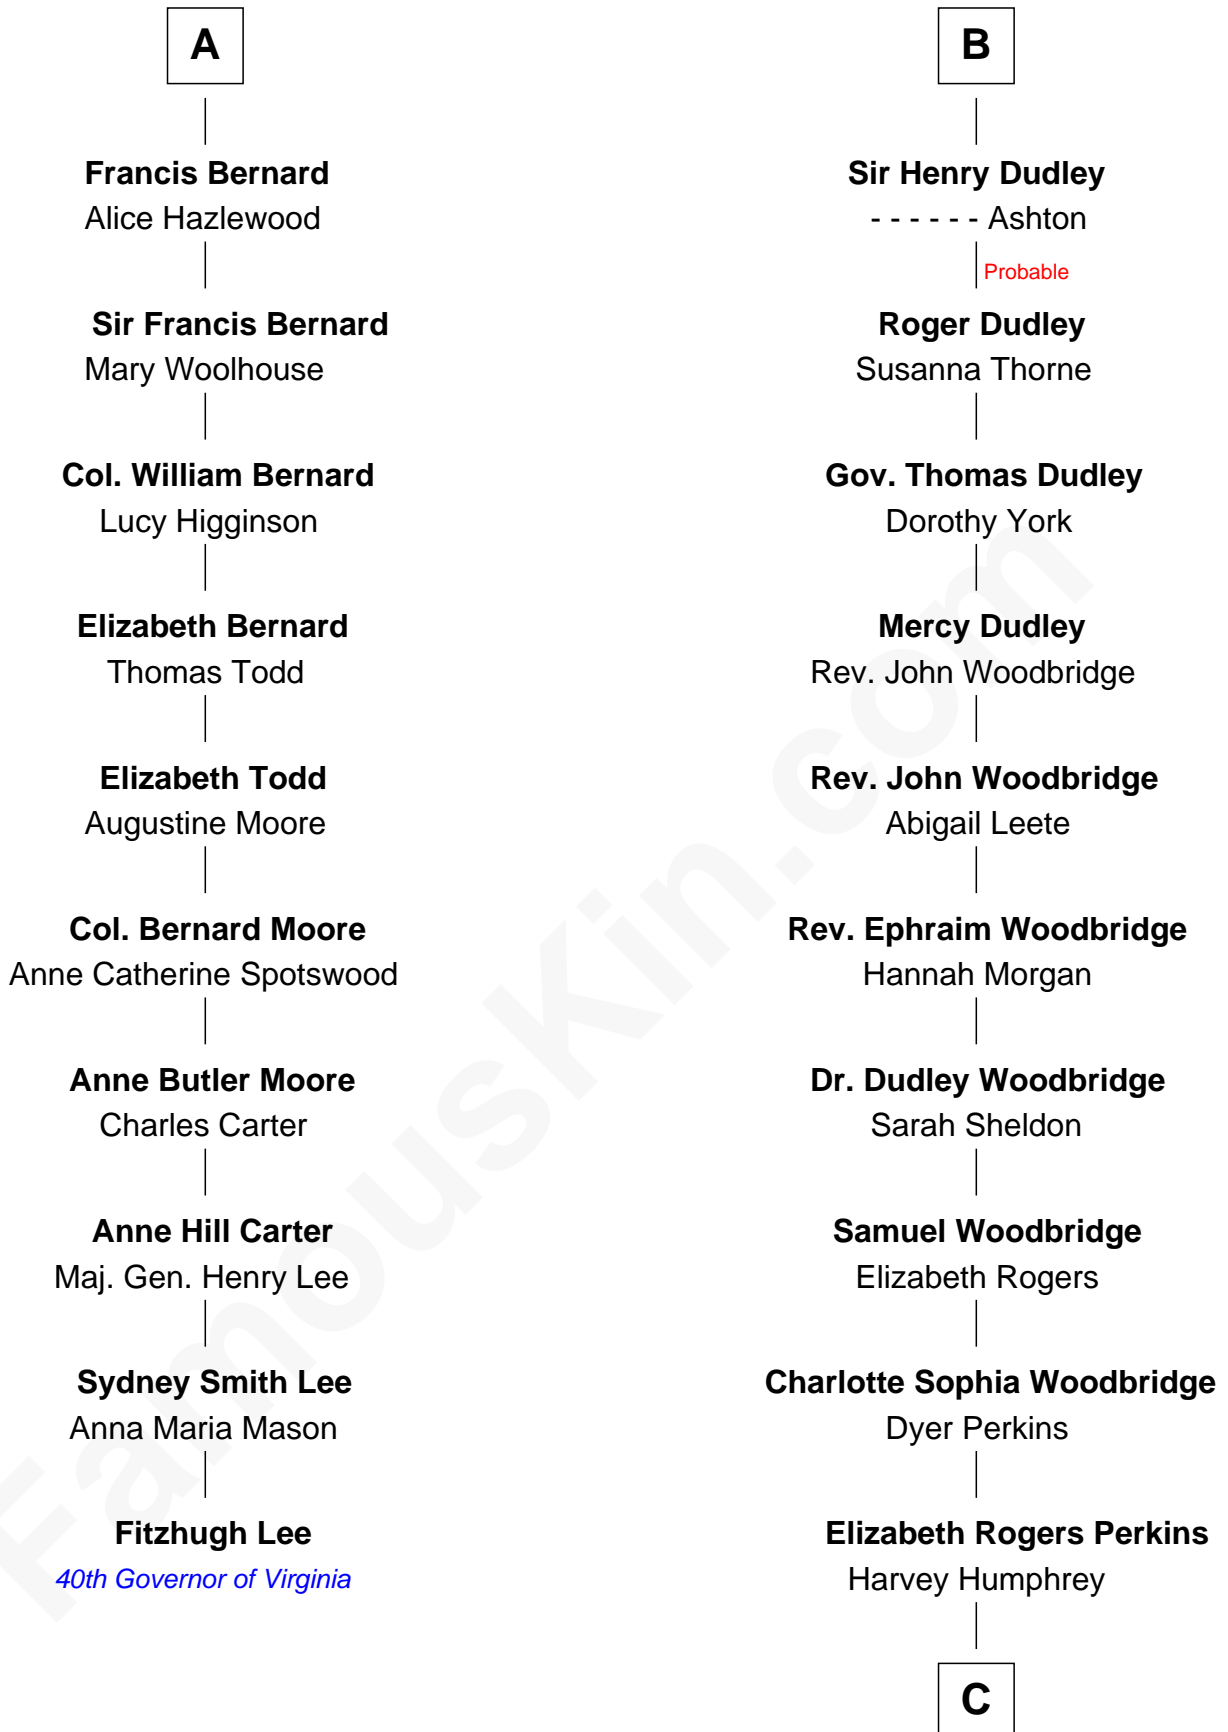 A
Francis Bernard
Alice Hazlewood
Sir Francis Bernard
Mary Woolhouse
Col. William Bernard
Lucy Higginson
Elizabeth Bernard
Thomas Todd
Elizabeth Todd
Augustine Moore
Col. Bernard Moore
Anne Catherine Spotswood
Anne Butler Moore
Charles Carter
Anne Hill Carter
Maj. Gen. Henry Lee
Sydney Smith Lee
Anna Maria Mason
Fitzhugh Lee
40th Governor of Virginia
B
Sir Henry Dudley
- - - - - - Ashton
Probable
Roger Dudley
Susanna Thorne
Gov. Thomas Dudley
Dorothy York
Mercy Dudley
Rev. John Woodbridge
Rev. John Woodbridge
Abigail Leete
Rev. Ephraim Woodbridge
Hannah Morgan
Dr. Dudley Woodbridge
Sarah Sheldon
Samuel Woodbridge
Elizabeth Rogers
Charlotte Sophia Woodbridge
Dyer Perkins
Elizabeth Rogers Perkins
Harvey Humphrey
C
FamousKin.com